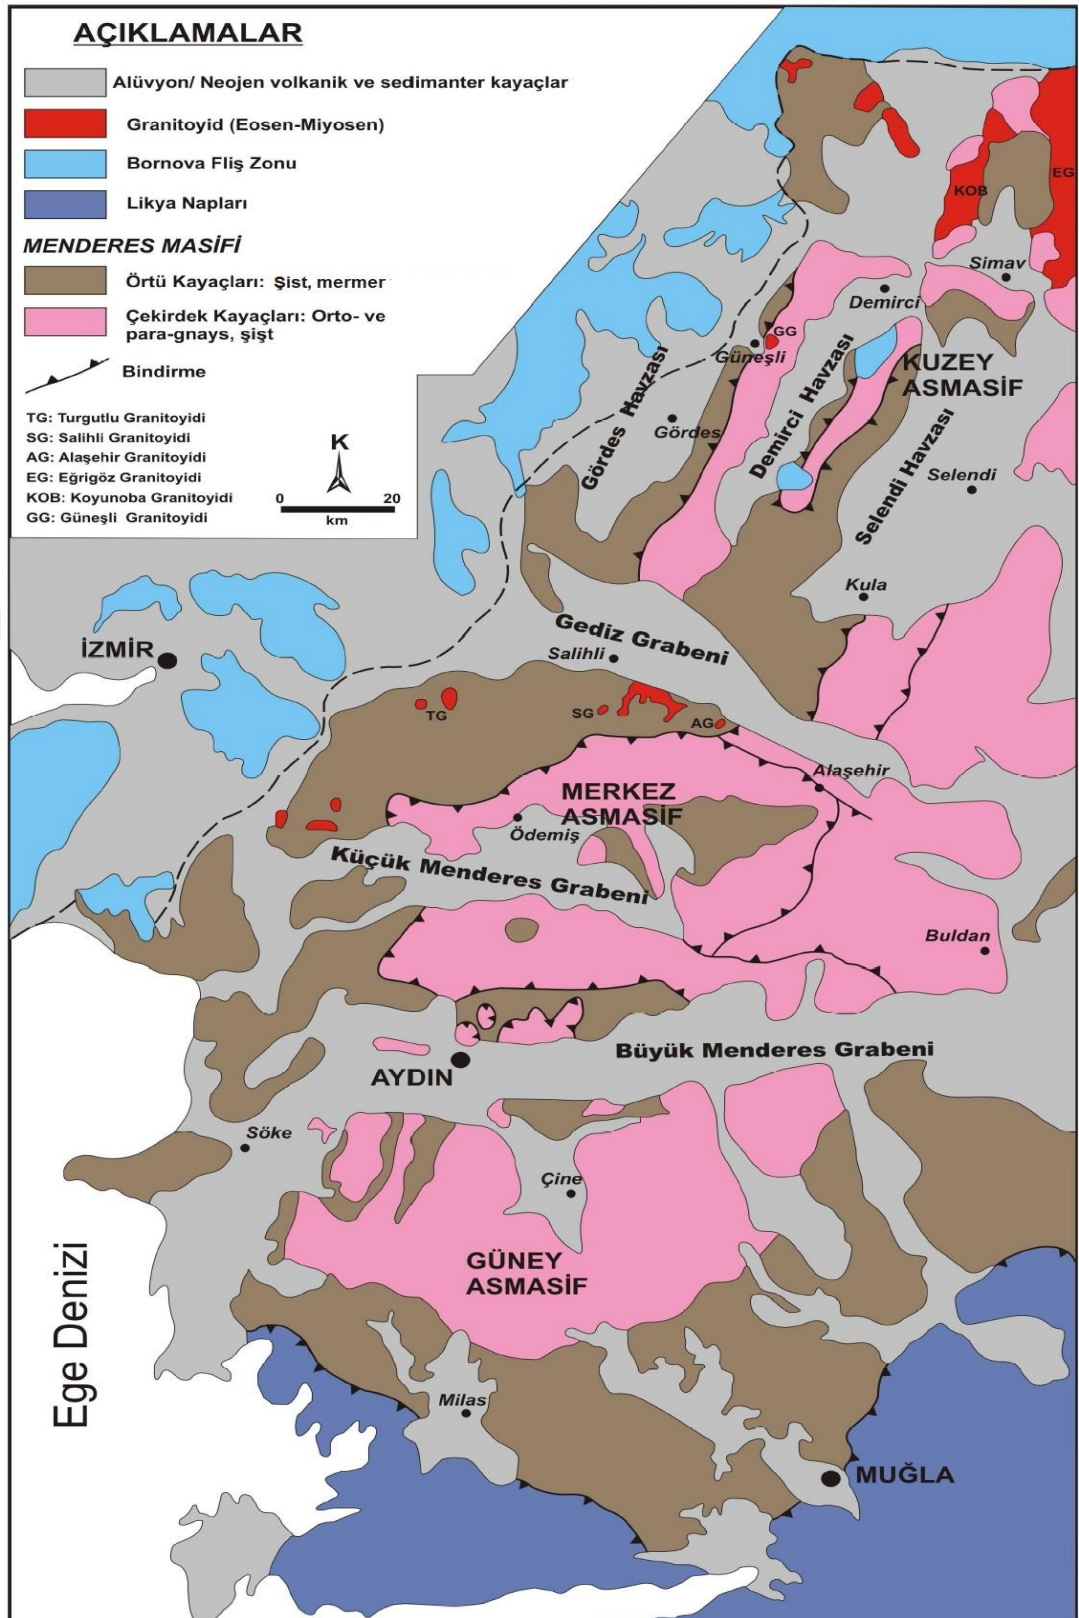 AÇIKLAMALAR
Alüvyon/ Neojen volkanik ve sedimanter kayaçlar
Granitoyid (Eosen-Miyosen)
Bornova Fliş Zonu
Likya Napları
MENDERES MASİFİ
Örtü Kayaçları: Şist, mermer
Çekirdek Kayaçları: Orto- ve
para-gnays, şişt
Bindirme
TG: Turgutlu Granitoyidi
SG: Salihli Granitoyidi
AG: Alaşehir Granitoyidi
EG: Eğrigöz Granitoyidi
KOB: Koyunoba Granitoyidi
GG: Güneşli Granitoyidi
K
0 20
km
EG
KOB
Simav
Demirci
GG
Güneşli
KUZEY
ASMASİF
Gördes Havzası
Gördes
Demirci Havzası
Selendi Havzası
Selendi
Kula
Gediz Grabeni
İZMİR
Salihli
TG
SG
AG
Alaşehir
MERKEZ
ASMASİF
Ödemiş
Küçük Menderes Grabeni
Buldan
Büyük Menderes Grabeni
AYDIN
Söke
Çine
GÜNEY
ASMASİF
Ege Denizi
Milas
MUĞLA